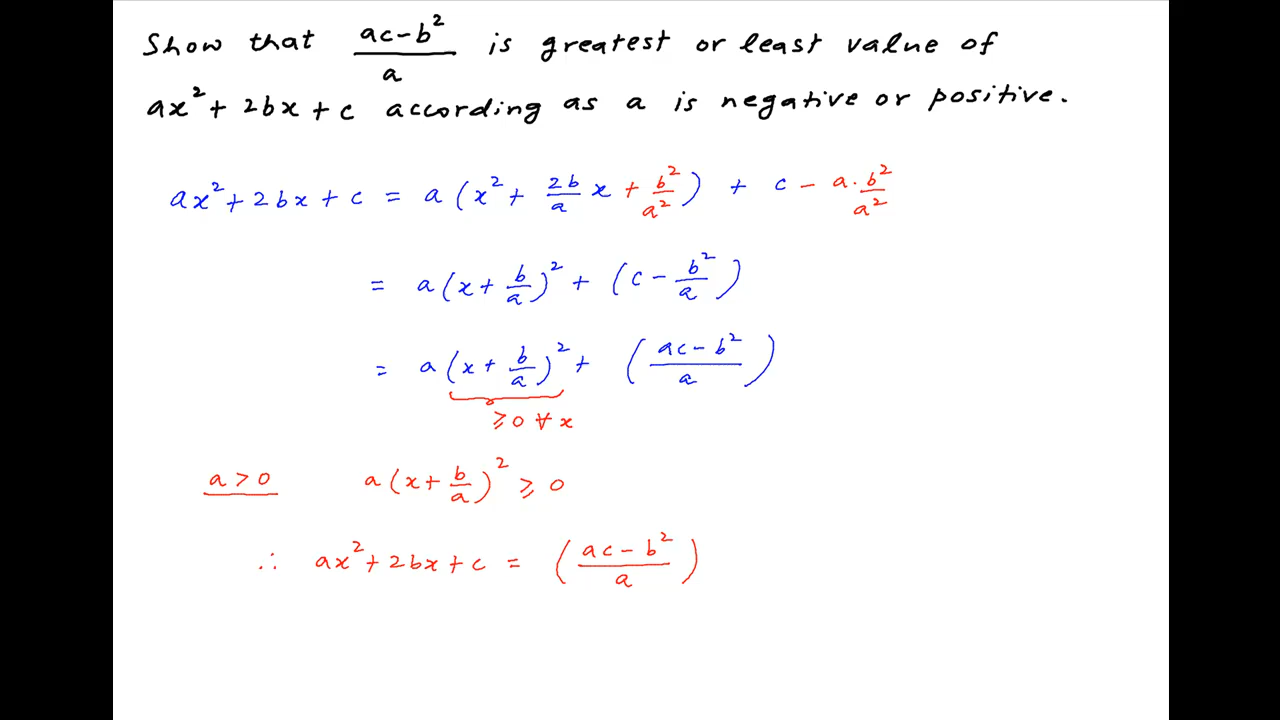 Show that (ac-b²)/a is greatest or least value of
ax²+2bx+c according as a is negative or positive.
ax²+2bx+c = a(x²+ 2b/a x + b²/a²) + c - a·b²/a²
= a(x+ b/a)² + (c - b²/a)
= a(x+ b/a)² + ((ac-b²)/a)
≥0 ∀ x
a>0 a(x+ b/a)² ≥ 0
∴ ax²+2bx+c = ((ac-b²)/a)